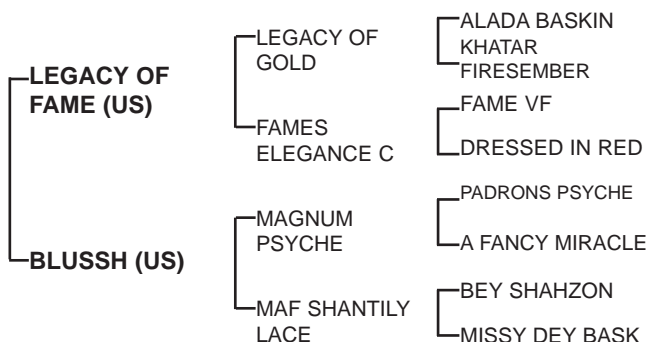 ALADA BASKIN
LEGACY OF
GOLD
KHATAR
FIRESEMBER
LEGACY OF
FAME (US)
FAME VF
FAMES
ELEGANCE C
DRESSED IN RED
PADRONS PSYCHE
MAGNUM
PSYCHE
A FANCY MIRACLE
BLUSSH (US)
BEY SHAHZON
MAF SHANTILY
LACE
MISSY DEY BASK